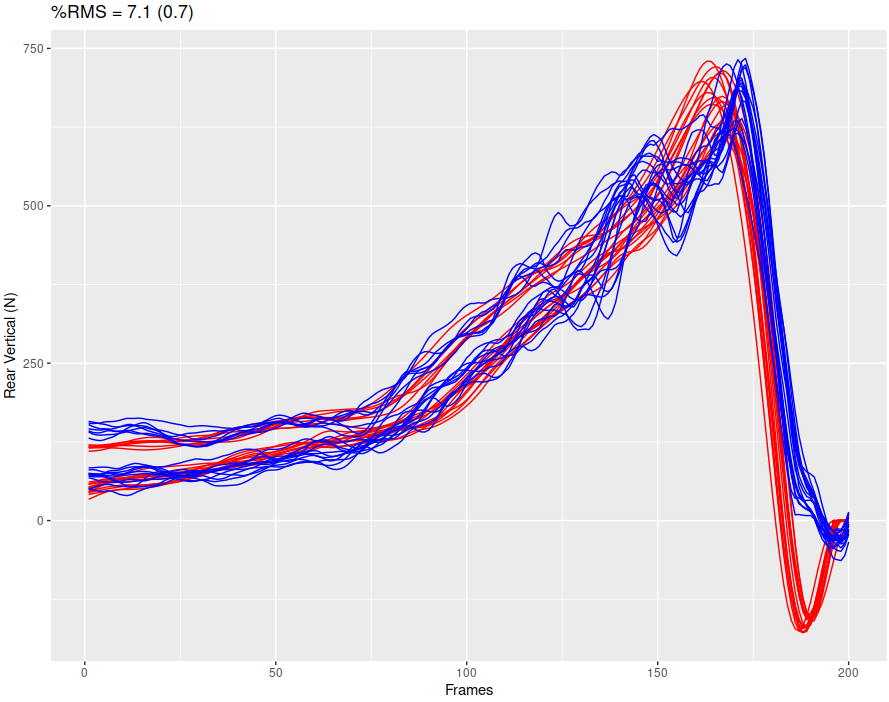 %RMS = 7.1 (0.7)
Rear Vertical (N)
750
500
250
0
0 50 100 150 200
Frames